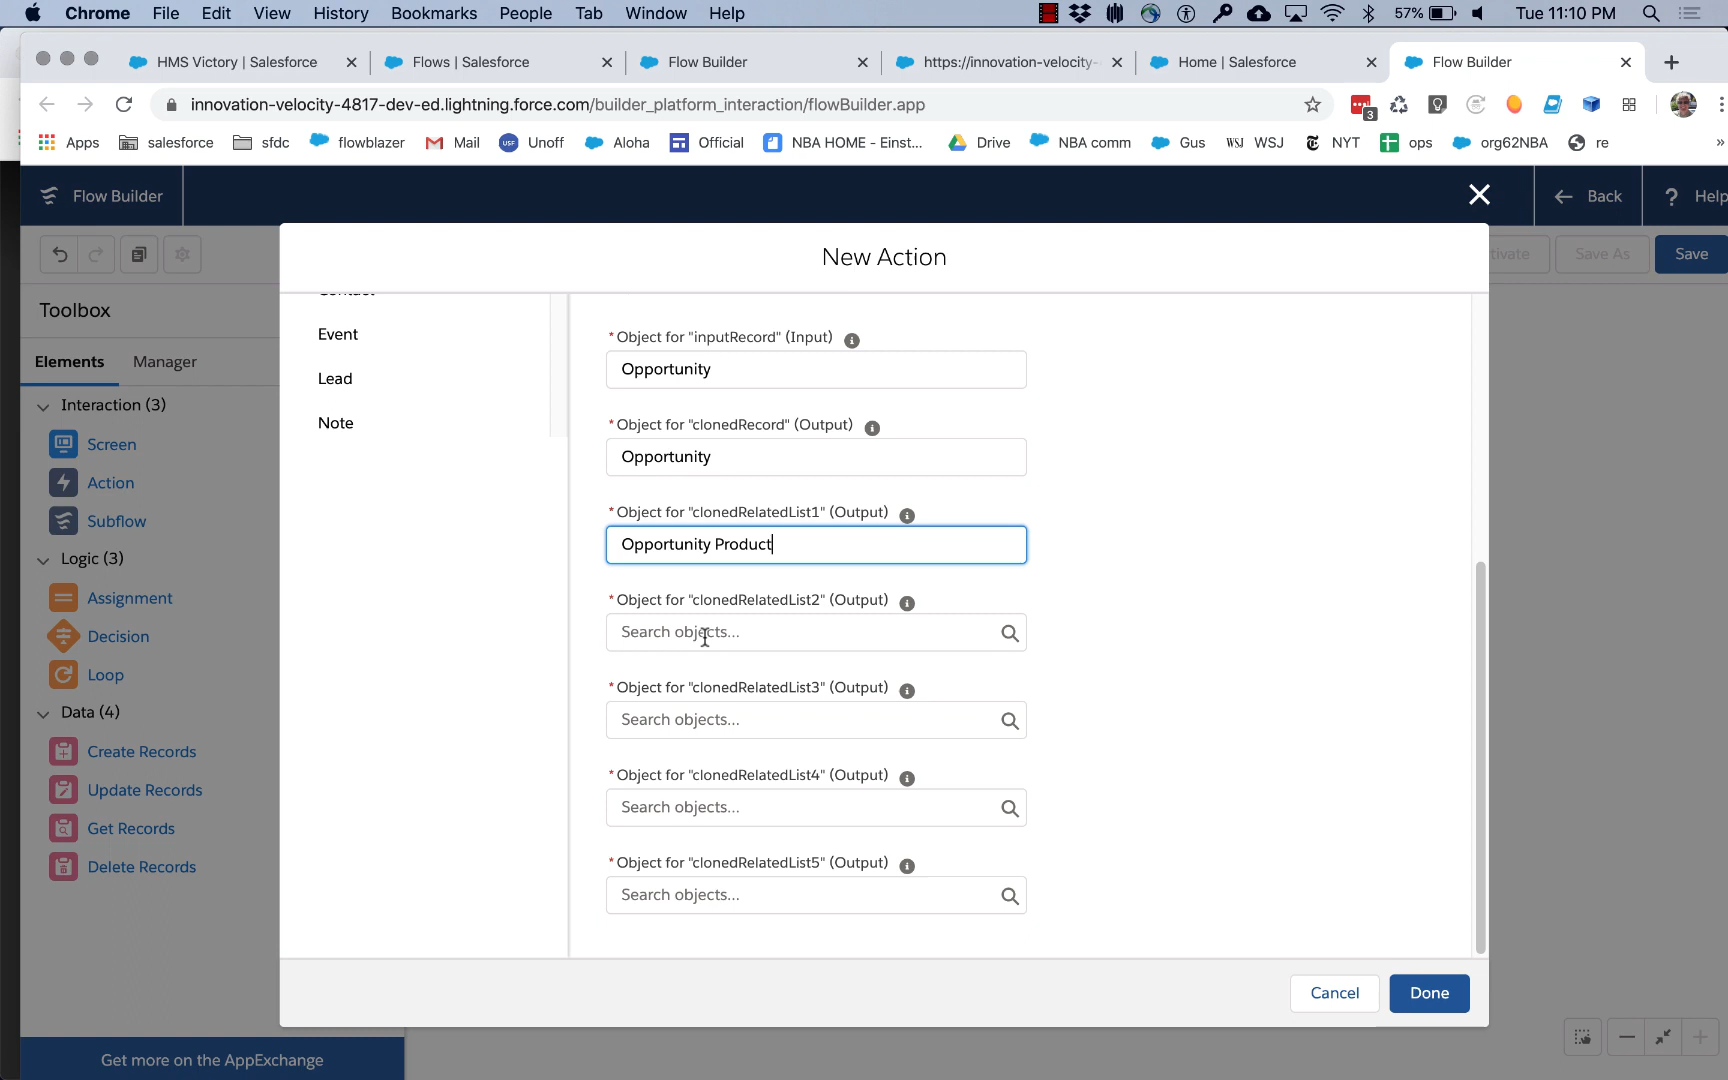 Chrome File Edit View History Bookmarks People Tab Window Help 57% Tue 11:10 PM
HMS Victory | Salesforce Flows | Salesforce Flow Builder https://innovation-velocity- Home | Salesforce Flow Builder
innovation-velocity-4817-dev-ed.lightning.force.com/builder_platform_interaction/flowBuilder.app 3
Apps salesforce sfdc flowblazer Mail USF Unoff Aloha Official NBA HOME - Einst... Drive NBA comm Gus WSJ WSJ NYT ops org62NBA re »
Flow Builder Back ? Help
New Action
tivate Save As Save
Toolbox
Elements Manager
Interaction (3)
Screen
Action
Subflow
Logic (3)
Assignment
Decision
Loop
Data (4)
Create Records
Update Records
Get Records
Delete Records
Get more on the AppExchange
Contact
Event
Lead
Note
* Object for "inputRecord" (Input)
Opportunity
* Object for "clonedRecord" (Output)
Opportunity
* Object for "clonedRelatedList1" (Output)
Opportunity Product
* Object for "clonedRelatedList2" (Output)
Search objects...
* Object for "clonedRelatedList3" (Output)
Search objects...
* Object for "clonedRelatedList4" (Output)
Search objects...
* Object for "clonedRelatedList5" (Output)
Search objects...
Cancel Done